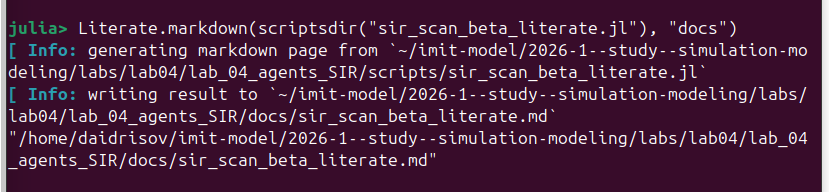 julia> Literate.markdown(scriptsdir("sir_scan_beta_literate.jl"), "docs")
[ Info: generating markdown page from `~/imit-model/2026-1--study--simulation-mo
deling/labs/lab04/lab_04_agents_SIR/scripts/sir_scan_beta_literate.jl`
[ Info: writing result to `~/imit-model/2026-1--study--simulation-modeling/labs/
lab04/lab_04_agents_SIR/docs/sir_scan_beta_literate.md`
"/home/daidrisov/imit-model/2026-1--study--simulation-modeling/labs/lab04/lab_04
_agents_SIR/docs/sir_scan_beta_literate.md"